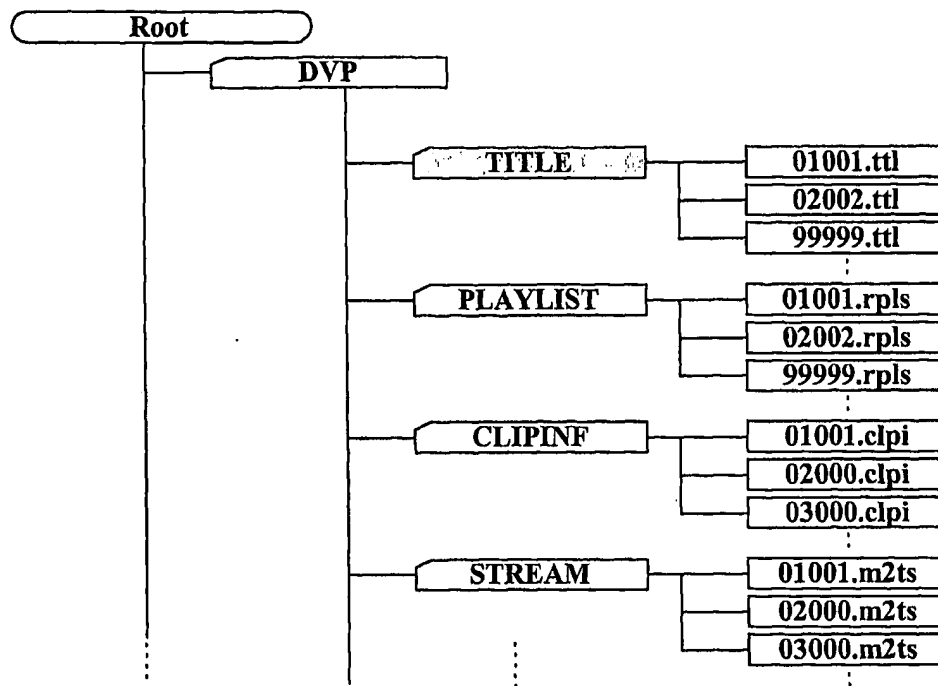 Root
DVP
TITLE
01001.ttl
02002.ttl
99999.ttl
PLAYLIST
01001.rpls
02002.rpls
99999.rpls
CLIPINF
01001.clpi
02000.clpi
03000.clpi
STREAM
01001.m2ts
02000.m2ts
03000.m2ts